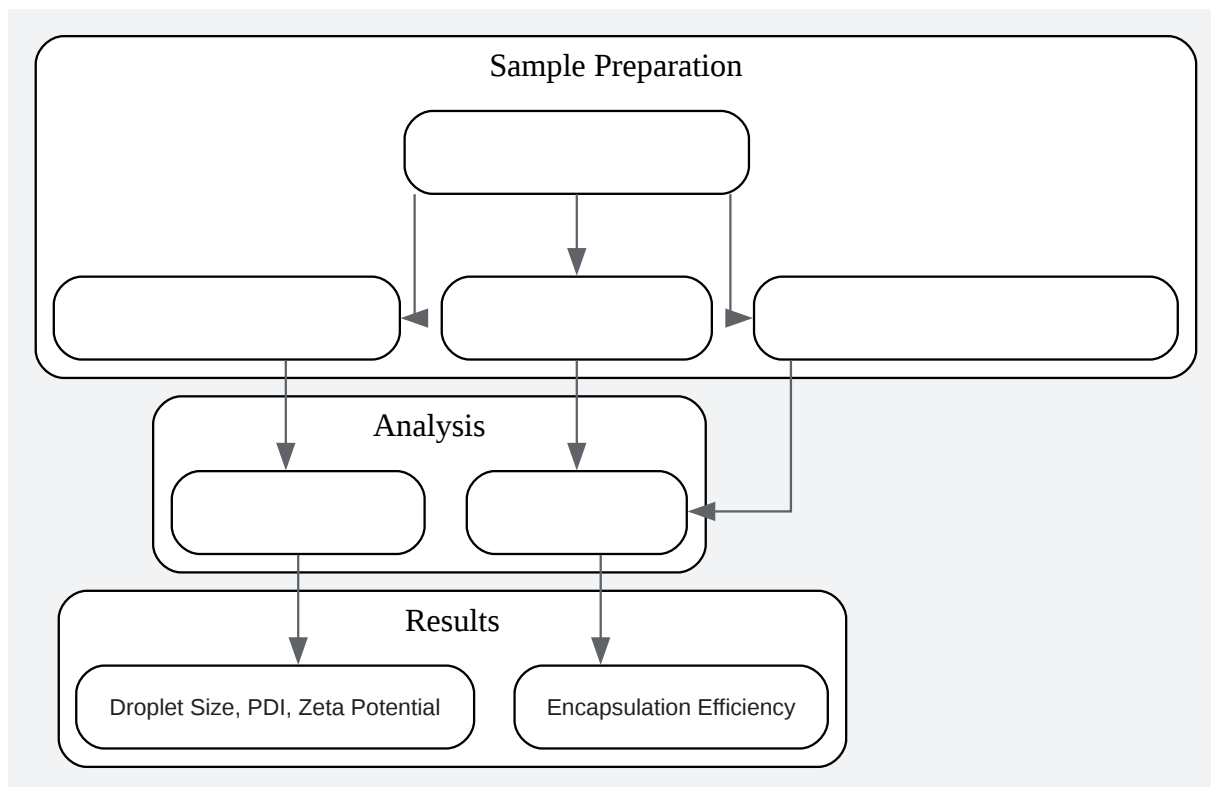 Sample Preparation
Analysis
Results
Droplet Size, PDI, Zeta Potential
Encapsulation Efficiency